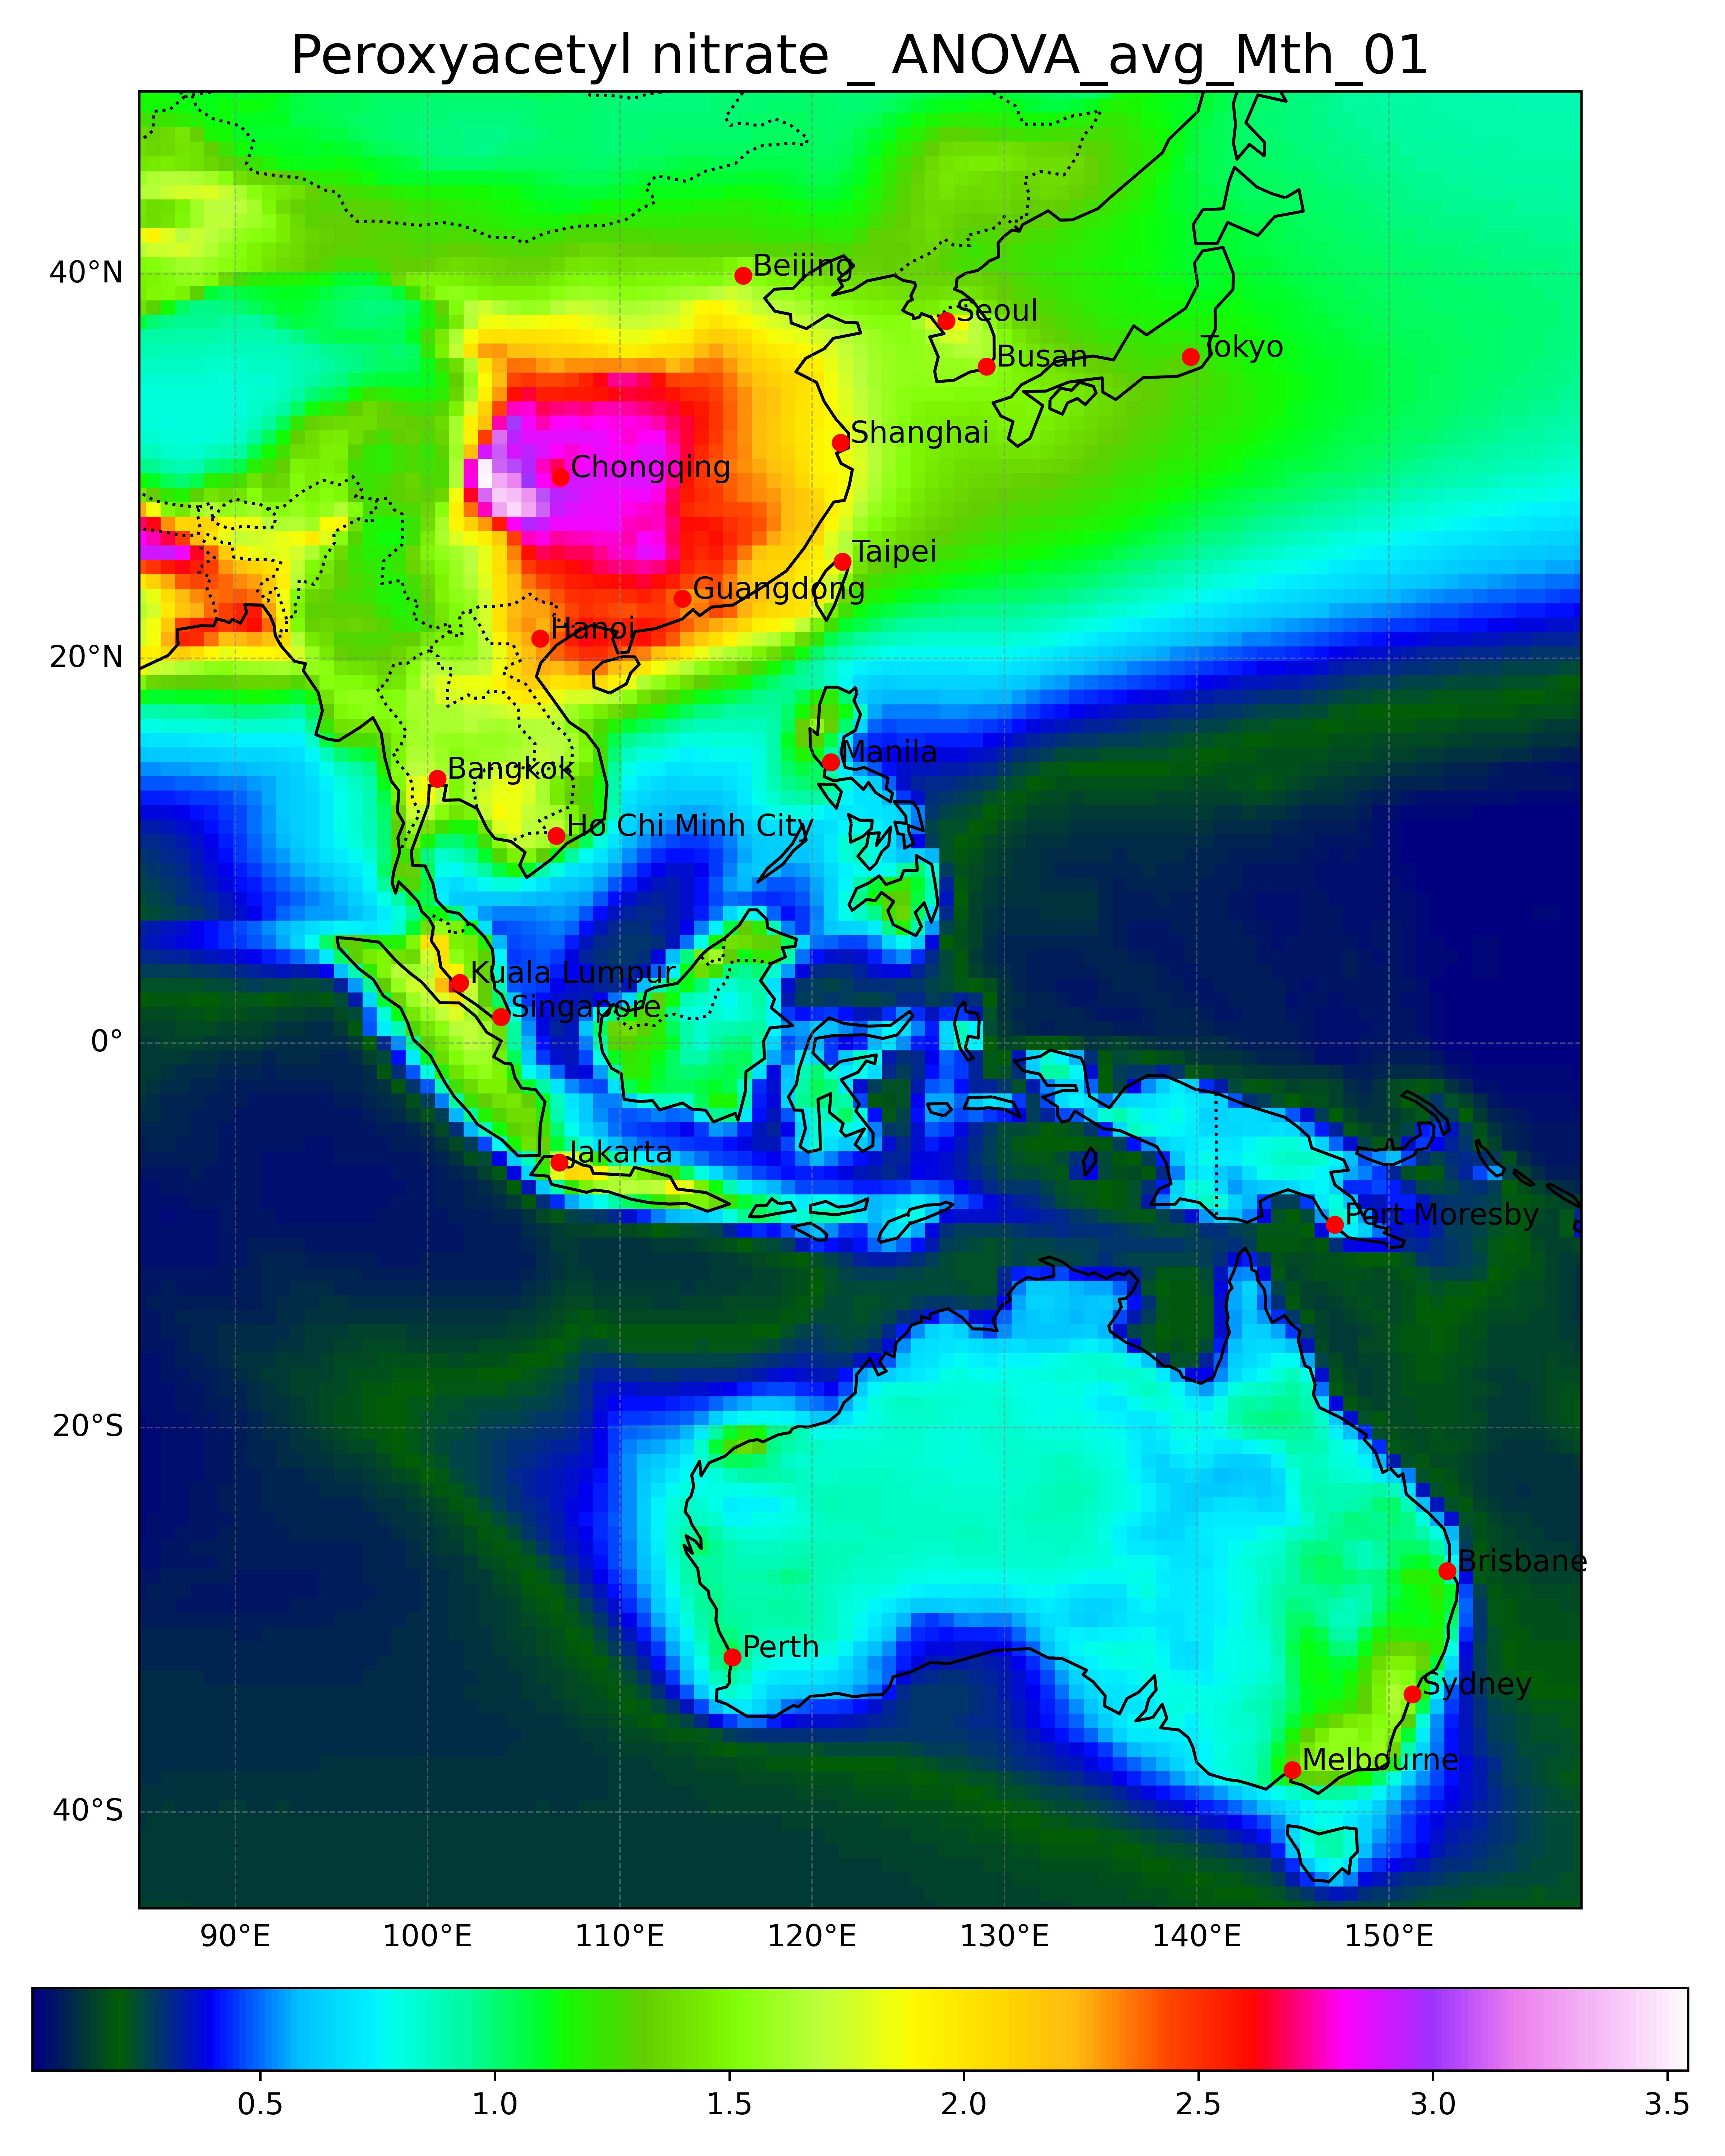 Peroxyacetyl nitrate _ ANOVA_avg_Mth_01
40°N
20°N
0°
20°S
40°S
Beijing
Seoul
Busan
Tokyo
Shanghai
Chongqing
Taipei
Guangdong
Hanoi
Manila
Bangkok
Ho Chi Minh City
Kuala Lumpur
Singapore
Jakarta
Port Moresby
Brisbane
Perth
Sydney
Melbourne
90°E 100°E 110°E 120°E 130°E 140°E 150°E
0.5 1.0 1.5 2.0 2.5 3.0 3.5